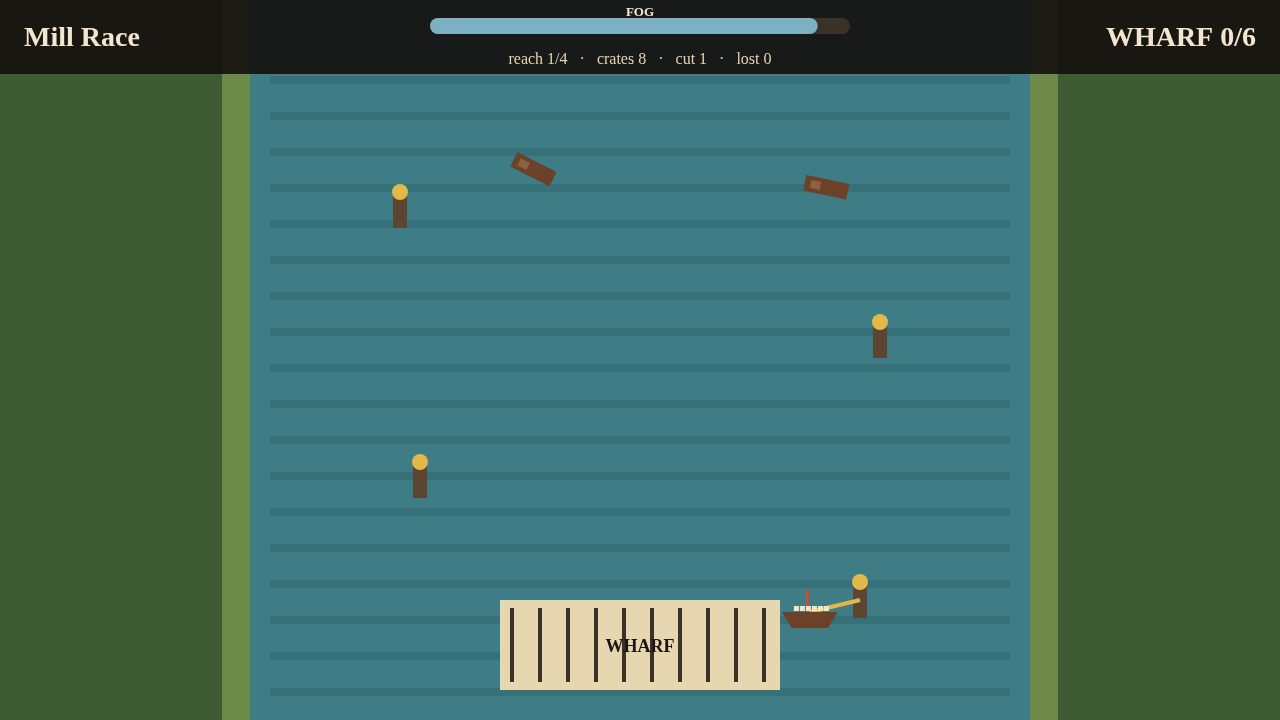 Mill Race
FOG
reach 1/4 · crates 8 · cut 1 · lost 0
WHARF 0/6
WHARF